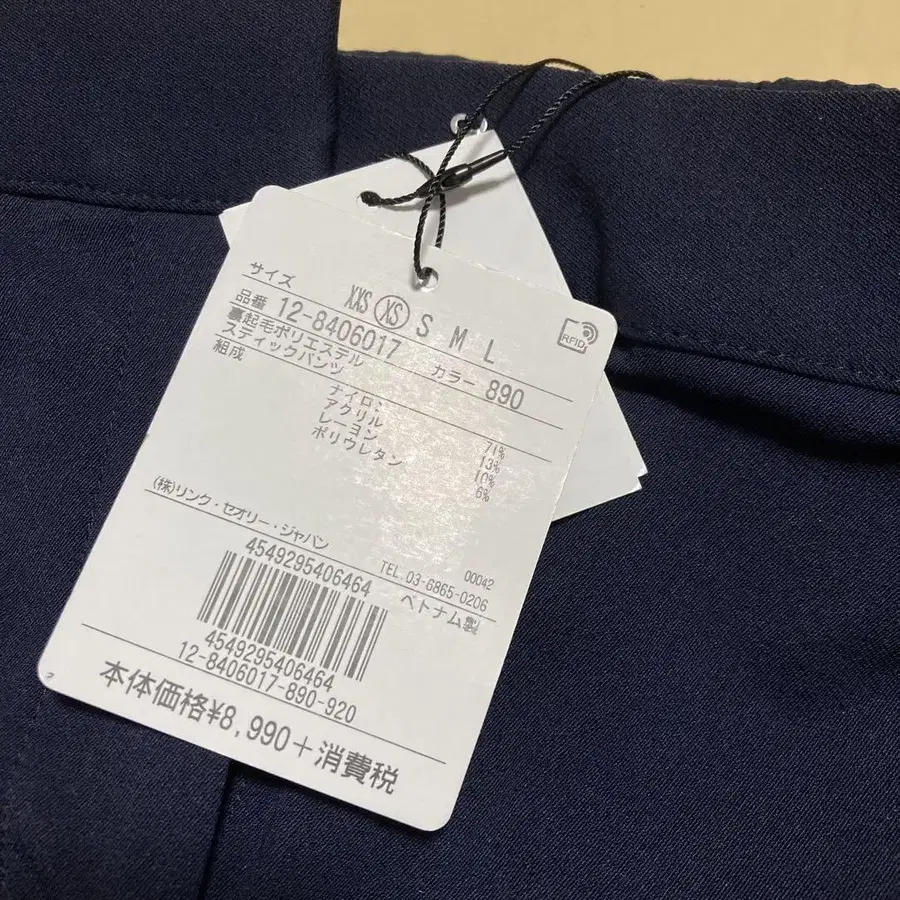 サイズ XXS XS S M L
RFID
品番 12-8406017 カラー 890
裏起毛ポリエステル
スティックパンツ
組成
ナイロン 71%
アクリル 13%
レーヨン 10%
ポリウレタン 6%
(株)リンク・セオリー・ジャパン
00042
TEL.03-6865-0206
4549295406464 ベトナム製
4549295406464
12-8406017-890-920
本体価格¥8,990+消費税